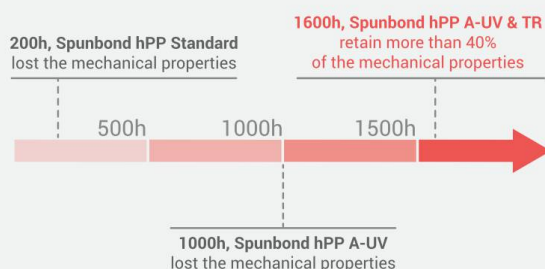 1600h, Spunbond hPP A-UV & TR
retain more than 40%
of the mechanical properties
200h, Spunbond hPP Standard
lost the mechanical properties
500h
1000h
1500h
1000h, Spunbond hPP A-UV
lost the mechanical properties